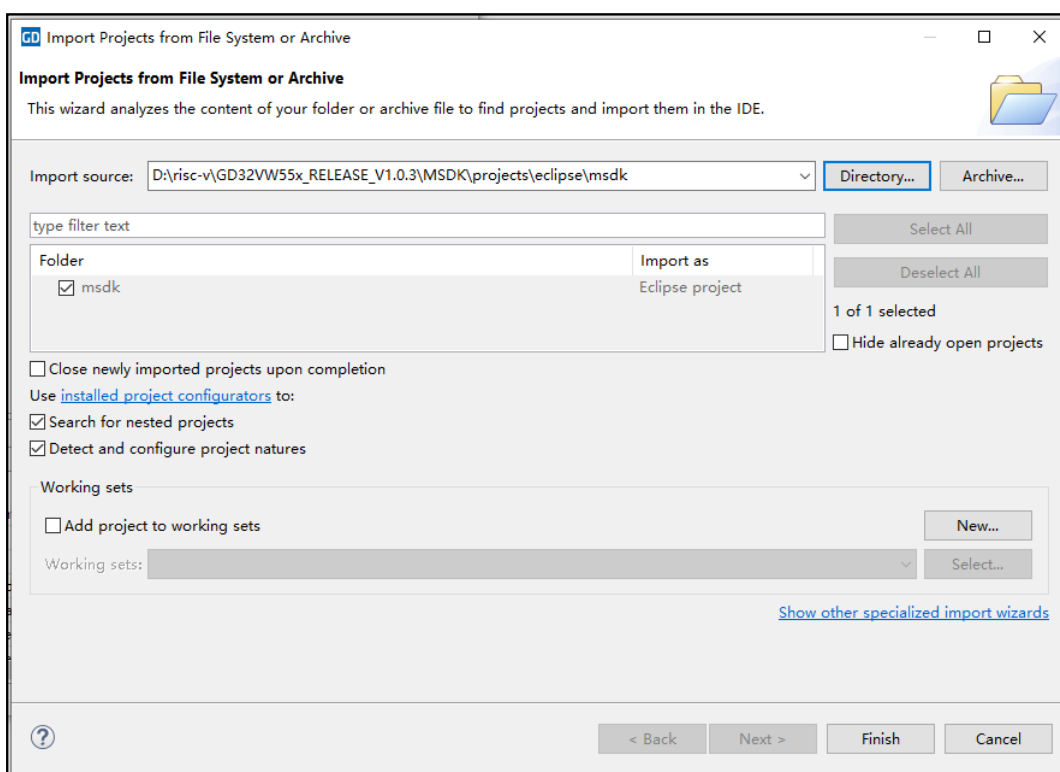 GD Import Projects from File System or Archive
Import Projects from File System or Archive
This wizard analyzes the content of your folder or archive file to find projects and import them in the IDE.
Import source: D:\risc-v\GD32VW55x_RELEASE_V1.0.3\MSDK\projects\eclipse\msdk Directory... Archive...
type filter text Select All
Folder Import as
Deselect All
msdk Eclipse project
1 of 1 selected
Hide already open projects
Close newly imported projects upon completion
Use installed project configurators to:
Search for nested projects
Detect and configure project natures
Working sets
Add project to working sets New...
Working sets: Select...
Show other specialized import wizards
? < Back Next > Finish Cancel